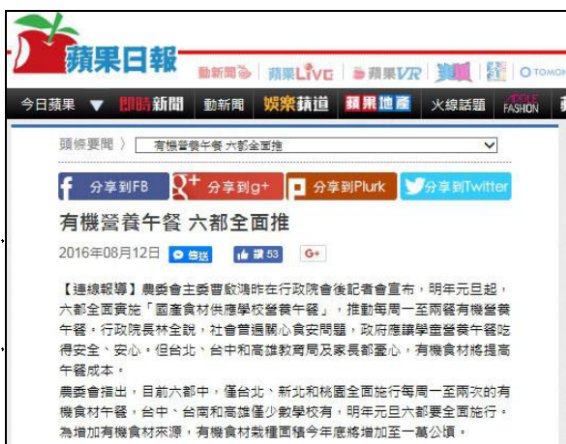 蘋果日報
動新聞 蘋果LiVE 蘋果VR TOMO
今日蘋果 ▼ 即時新聞 動新聞 娛樂蘋道 蘋果地產 火線話題 APPLE FASHION 蘋
頭條要聞 〉 有機營養午餐 六都全面推
分享到FB 分享到g+ 分享到Plurk 分享到Twitter
有機營養午餐 六都全面推
2016年08月12日 傳送 讚 53 G+
【連線報導】農委會主委曹啟鴻昨在行政院會後記者會宣布,明年元旦起,
六都全面實施「國產食材供應學校營養午餐」,推動每周一至兩餐有機營養
午餐。行政院長林全說,社會普遍關心食安問題,政府應讓學童營養午餐吃
得安全、安心。但台北、台中和高雄教育局及家長都憂心,有機食材將提高
午餐成本。
農委會指出,目前六都中,僅台北、新北和桃園全面施行每周一至兩次的有
機食材午餐,台中、台南和高雄僅少數學校有,明年元旦六都要全面施行。
為增加有機食材來源,有機食材栽種面積今年底將增加至一萬公頃。